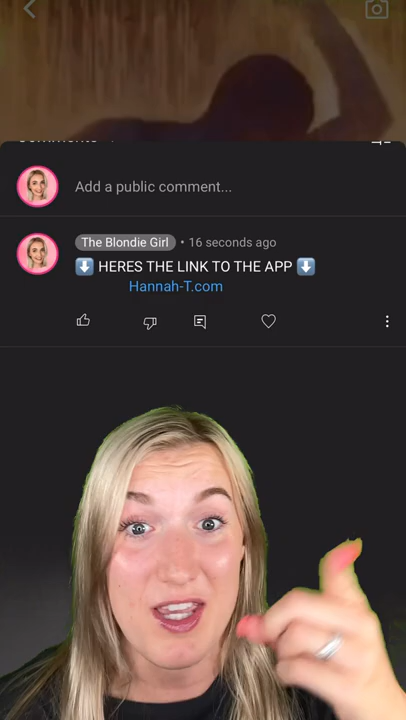 Add a public comment...
The Blondie Girl • 16 seconds ago
⬇️ HERES THE LINK TO THE APP ⬇️
Hannah-T.com